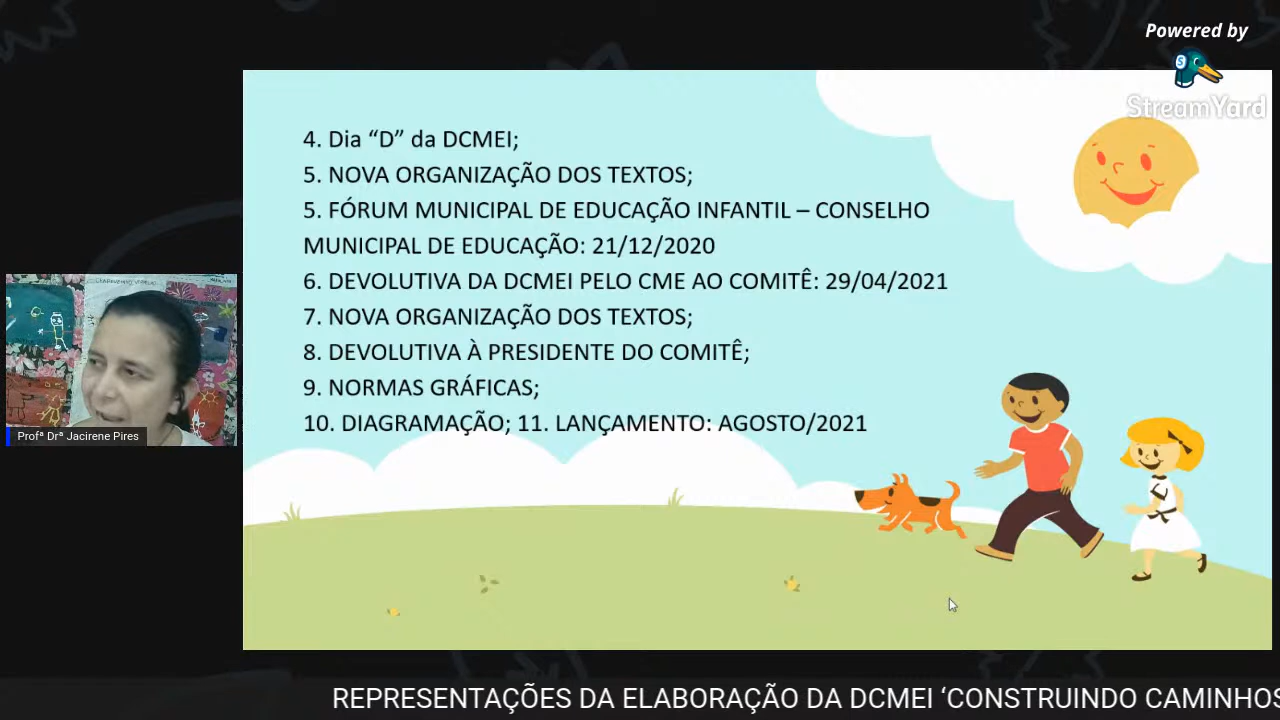 Powered by
StreamYard
4. Dia “D” da DCMEI;
5. NOVA ORGANIZAÇÃO DOS TEXTOS;
5. FÓRUM MUNICIPAL DE EDUCAÇÃO INFANTIL – CONSELHO
MUNICIPAL DE EDUCAÇÃO: 21/12/2020
6. DEVOLUTIVA DA DCMEI PELO CME AO COMITÊ: 29/04/2021
7. NOVA ORGANIZAÇÃO DOS TEXTOS;
8. DEVOLUTIVA À PRESIDENTE DO COMITÊ;
9. NORMAS GRÁFICAS;
10. DIAGRAMAÇÃO; 11. LANÇAMENTO: AGOSTO/2021
Profª Drª Jacirene Pires
REPRESENTAÇÕES DA ELABORAÇÃO DA DCMEI ‘CONSTRUINDO CAMINHOS